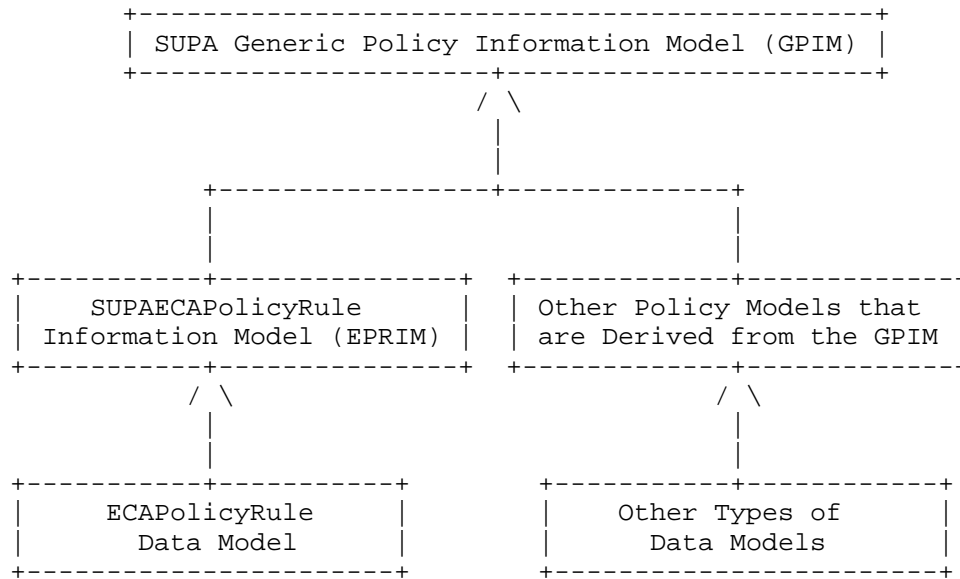 SUPA Generic Policy Information Model (GPIM)
SUPAECAPolicyRule
Information Model (EPRIM)
Other Policy Models that
are Derived from the GPIM
ECAPolicyRule
Data Model
Other Types of
Data Models